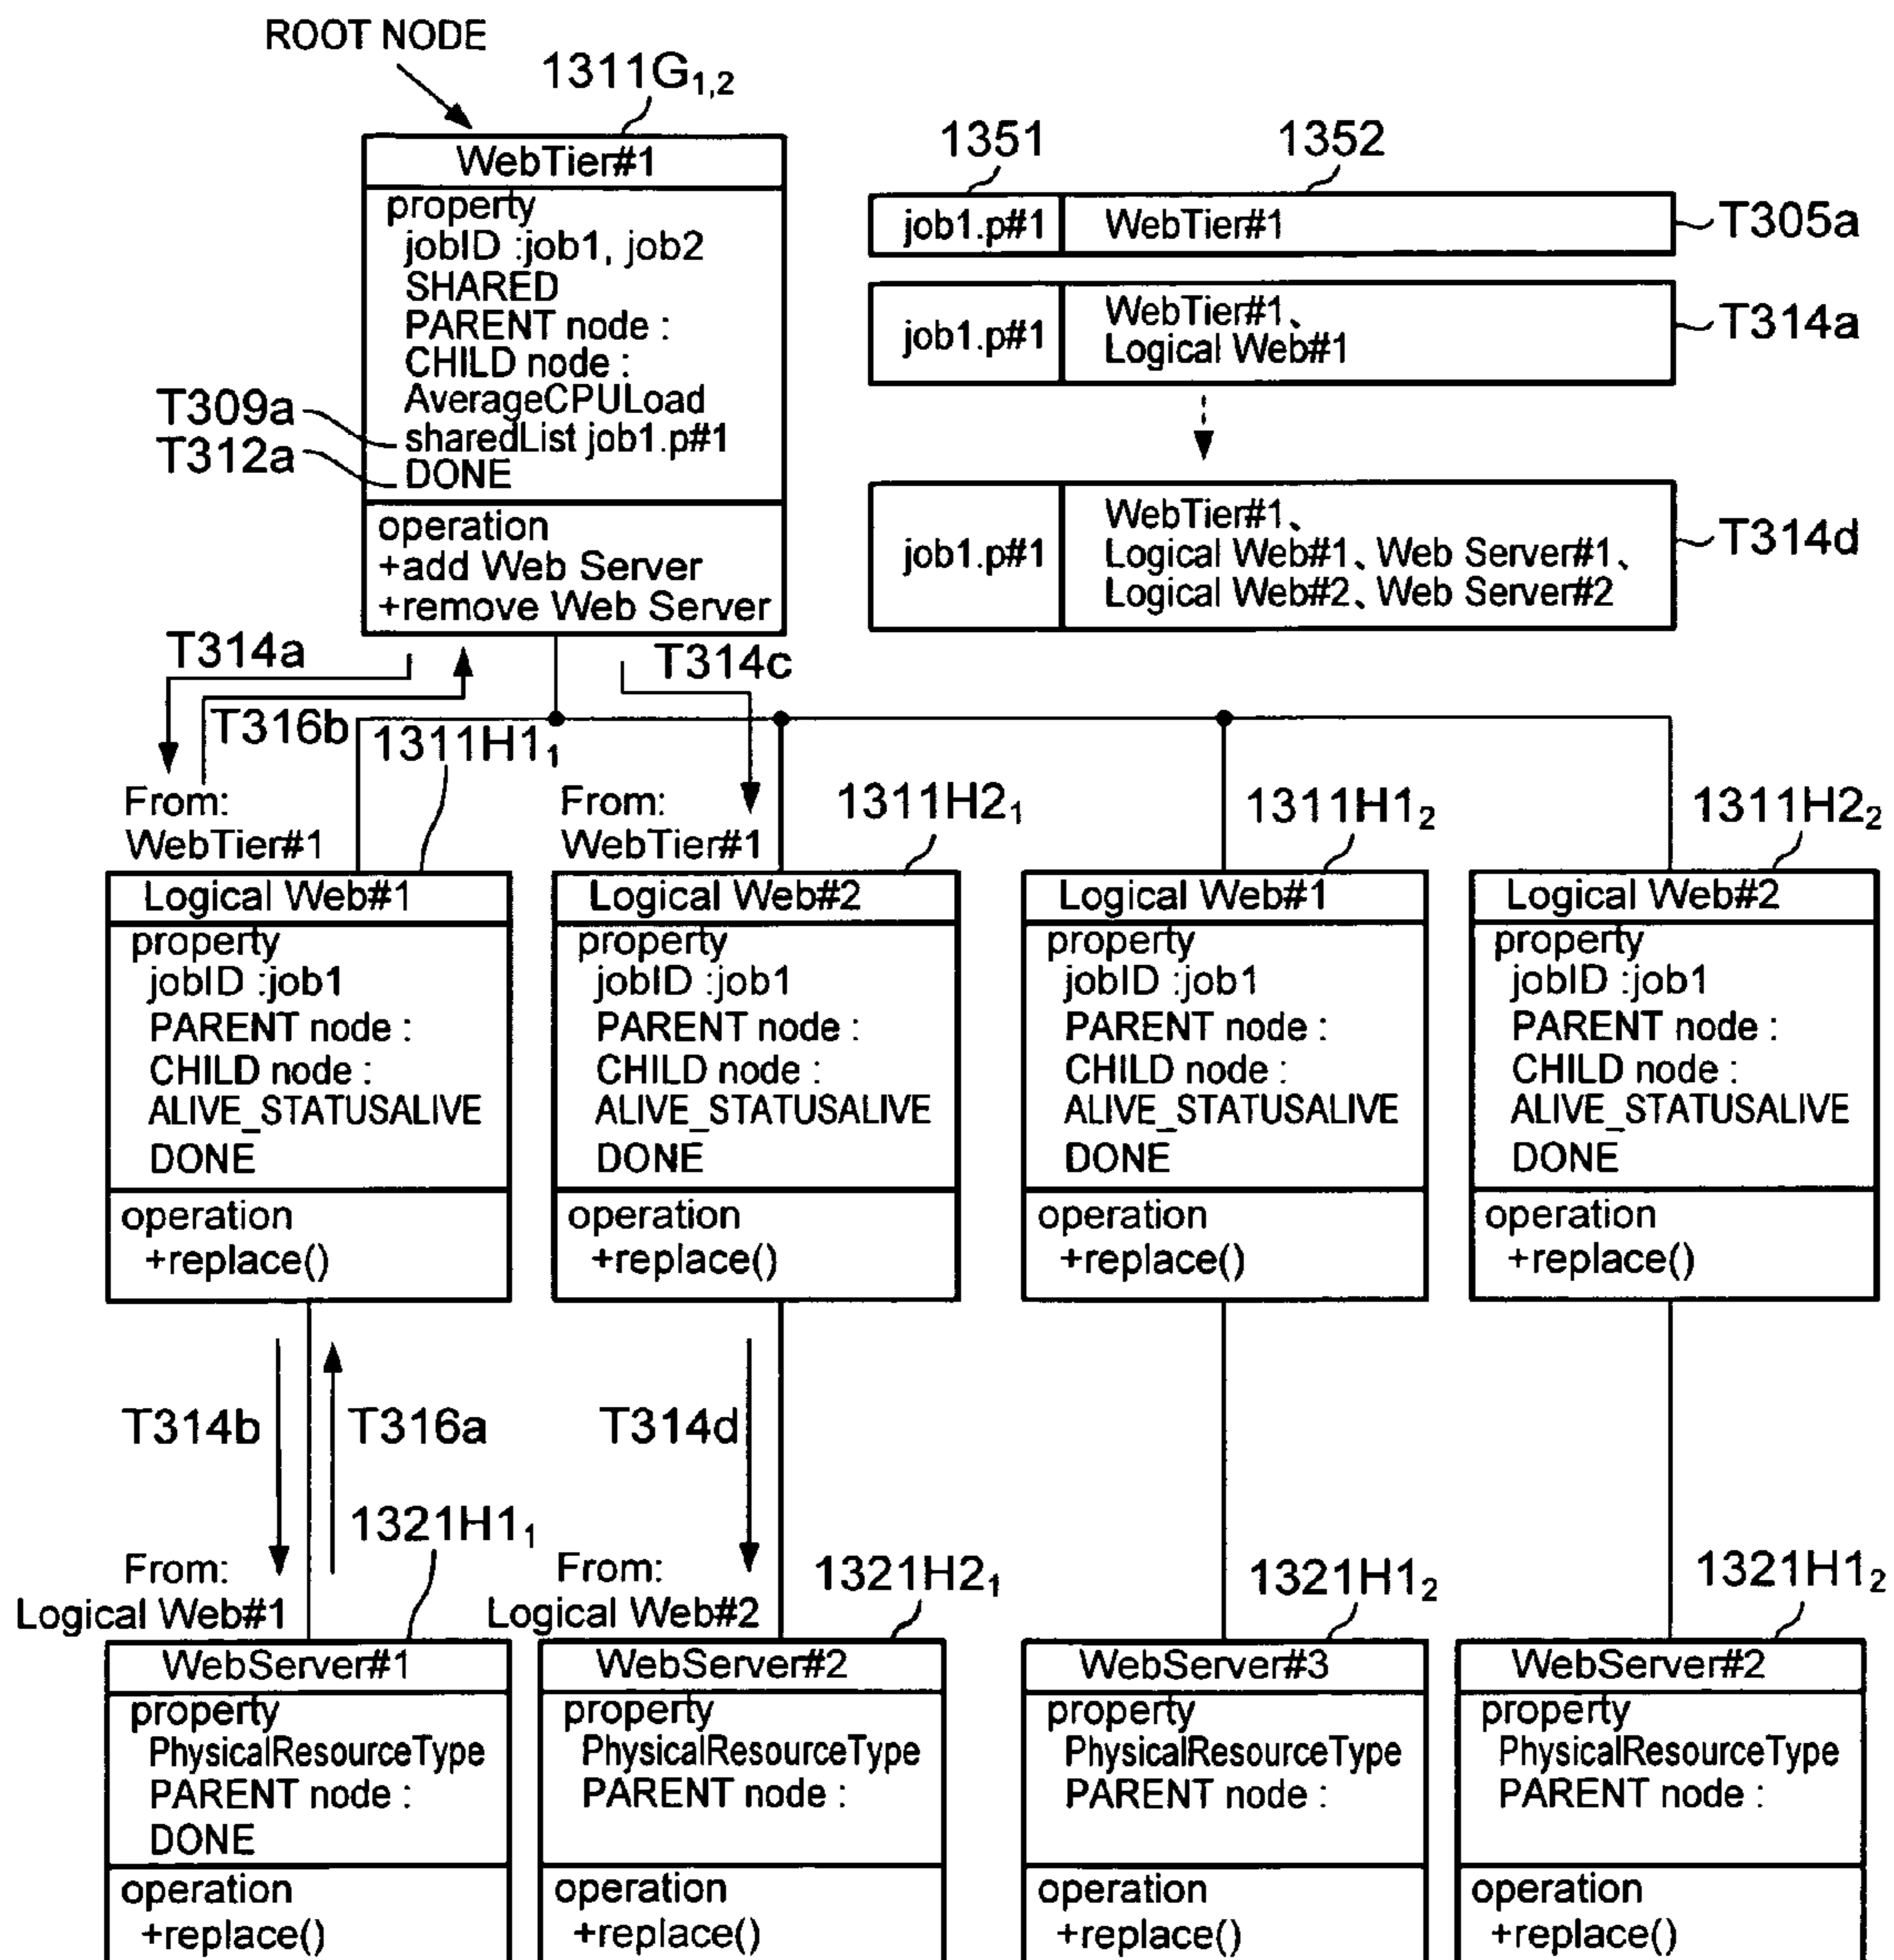 ROOT NODE
1311G1,2
WebTier#1
property
jobID :job1, job2
SHARED
PARENT node :
CHILD node :
AverageCPULoad
sharedList job1.p#1
DONE
operation
+add Web Server
+remove Web Server
T309a
T312a
1351
1352
job1.p#1
WebTier#1
T305a
job1.p#1
WebTier#1、
Logical Web#1
T314a
job1.p#1
WebTier#1、
Logical Web#1、Web Server#1、
Logical Web#2、Web Server#2
T314d
T314a
T316b
T314c
From:
WebTier#1
1311H11
From:
WebTier#1
1311H21
1311H12
1311H22
Logical Web#1
property
jobID :job1
PARENT node :
CHILD node :
ALIVE_STATUSALIVE
DONE
operation
+replace()
Logical Web#2
property
jobID :job1
PARENT node :
CHILD node :
ALIVE_STATUSALIVE
DONE
operation
+replace()
Logical Web#1
property
jobID :job1
PARENT node :
CHILD node :
ALIVE_STATUSALIVE
DONE
operation
+replace()
Logical Web#2
property
jobID :job1
PARENT node :
CHILD node :
ALIVE_STATUSALIVE
DONE
operation
+replace()
T314b
T316a
T314d
From:
Logical Web#1
1321H11
From:
Logical Web#2
1321H21
1321H12
1321H12
WebServer#1
property
PhysicalResourceType
PARENT node :
DONE
operation
+replace()
WebServer#2
property
PhysicalResourceType
PARENT node :
operation
+replace()
WebServer#3
property
PhysicalResourceType
PARENT node :
operation
+replace()
WebServer#2
property
PhysicalResourceType
PARENT node :
operation
+replace()